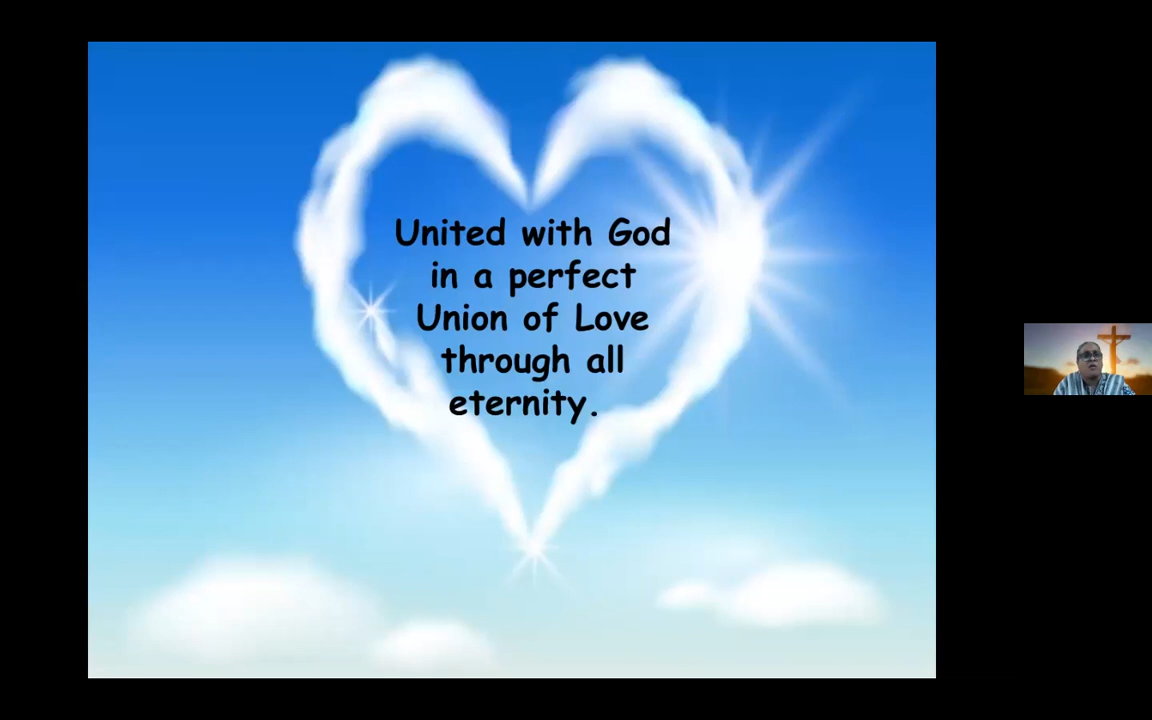 United with God
in a perfect
Union of Love
through all
eternity.